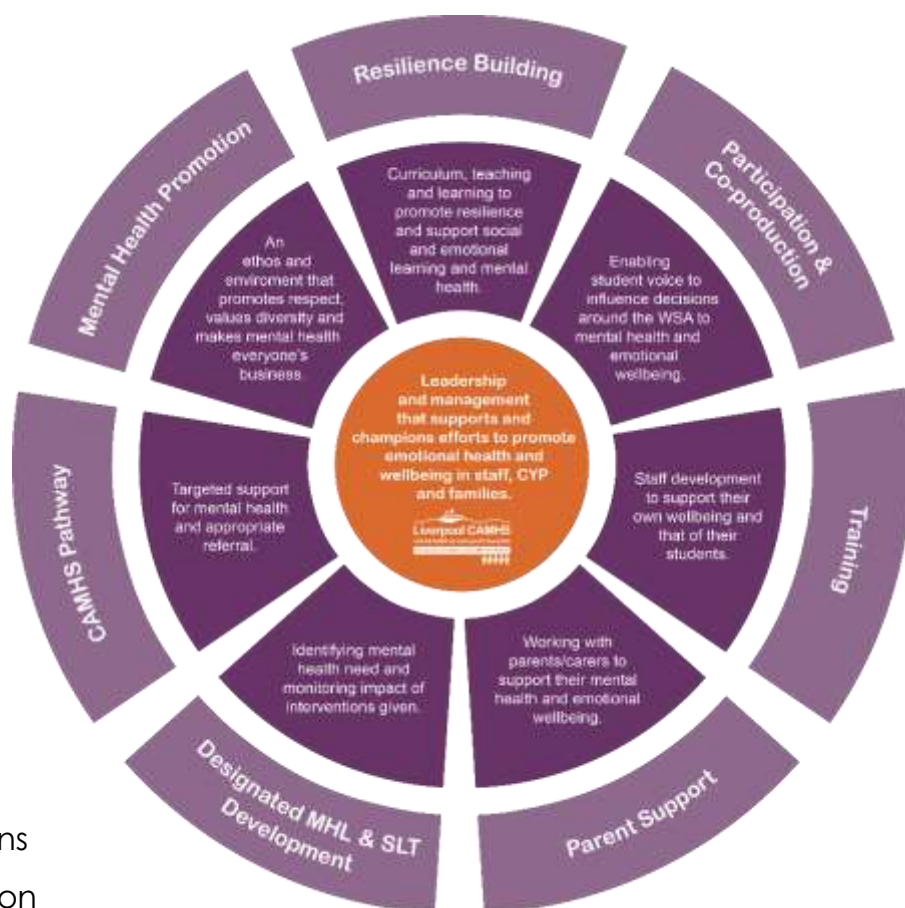 Resilience Building
Participation &
Co-production
Training
Parent Support
Designated MHL & SLT
Development
CAMHS Pathway
Mental Health Promotion
Curriculum, teaching
and learning to
promote resilience
and support social
and emotional
learning and mental
health.
Enabling
student voice to
influence decisions
around the WSA to
mental health and
emotional
wellbeing.
Staff development
to support their
own wellbeing and
that of their
students.
Working with
parents/carers to
support their mental
health and emotional
wellbeing.
Identifying mental
health need and
monitoring impact of
interventions given.
Targeted support
for mental health
and appropriate
referral.
An
ethos and
enviroment that
promotes respect,
values diversity and
makes mental health
everyone's
business.
Leadership
and management
that supports and
champions efforts to promote
emotional health and
wellbeing in staff, CYP
and families.
Liverpool CAMHS
ns
on